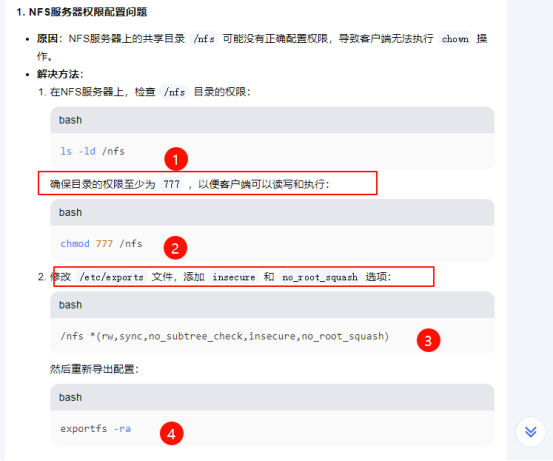 1. NFS服务器权限配置问题
• 原因：NFS服务器上的共享目录 /nfs 可能没有正确配置权限，导致客户端无法执行 chown 操
作。
• 解决方法：
1. 在NFS服务器上，检查 /nfs 目录的权限：
bash
ls -ld /nfs
1
确保目录的权限至少为 777 ，以便客户端可以读写和执行：
bash
chmod 777 /nfs
2
2. 修改 /etc/exports 文件，添加 insecure 和 no_root_squash 选项：
bash
/nfs *(rw,sync,no_subtree_check,insecure,no_root_squash)
3
然后重新导出配置：
bash
exportfs -ra
4